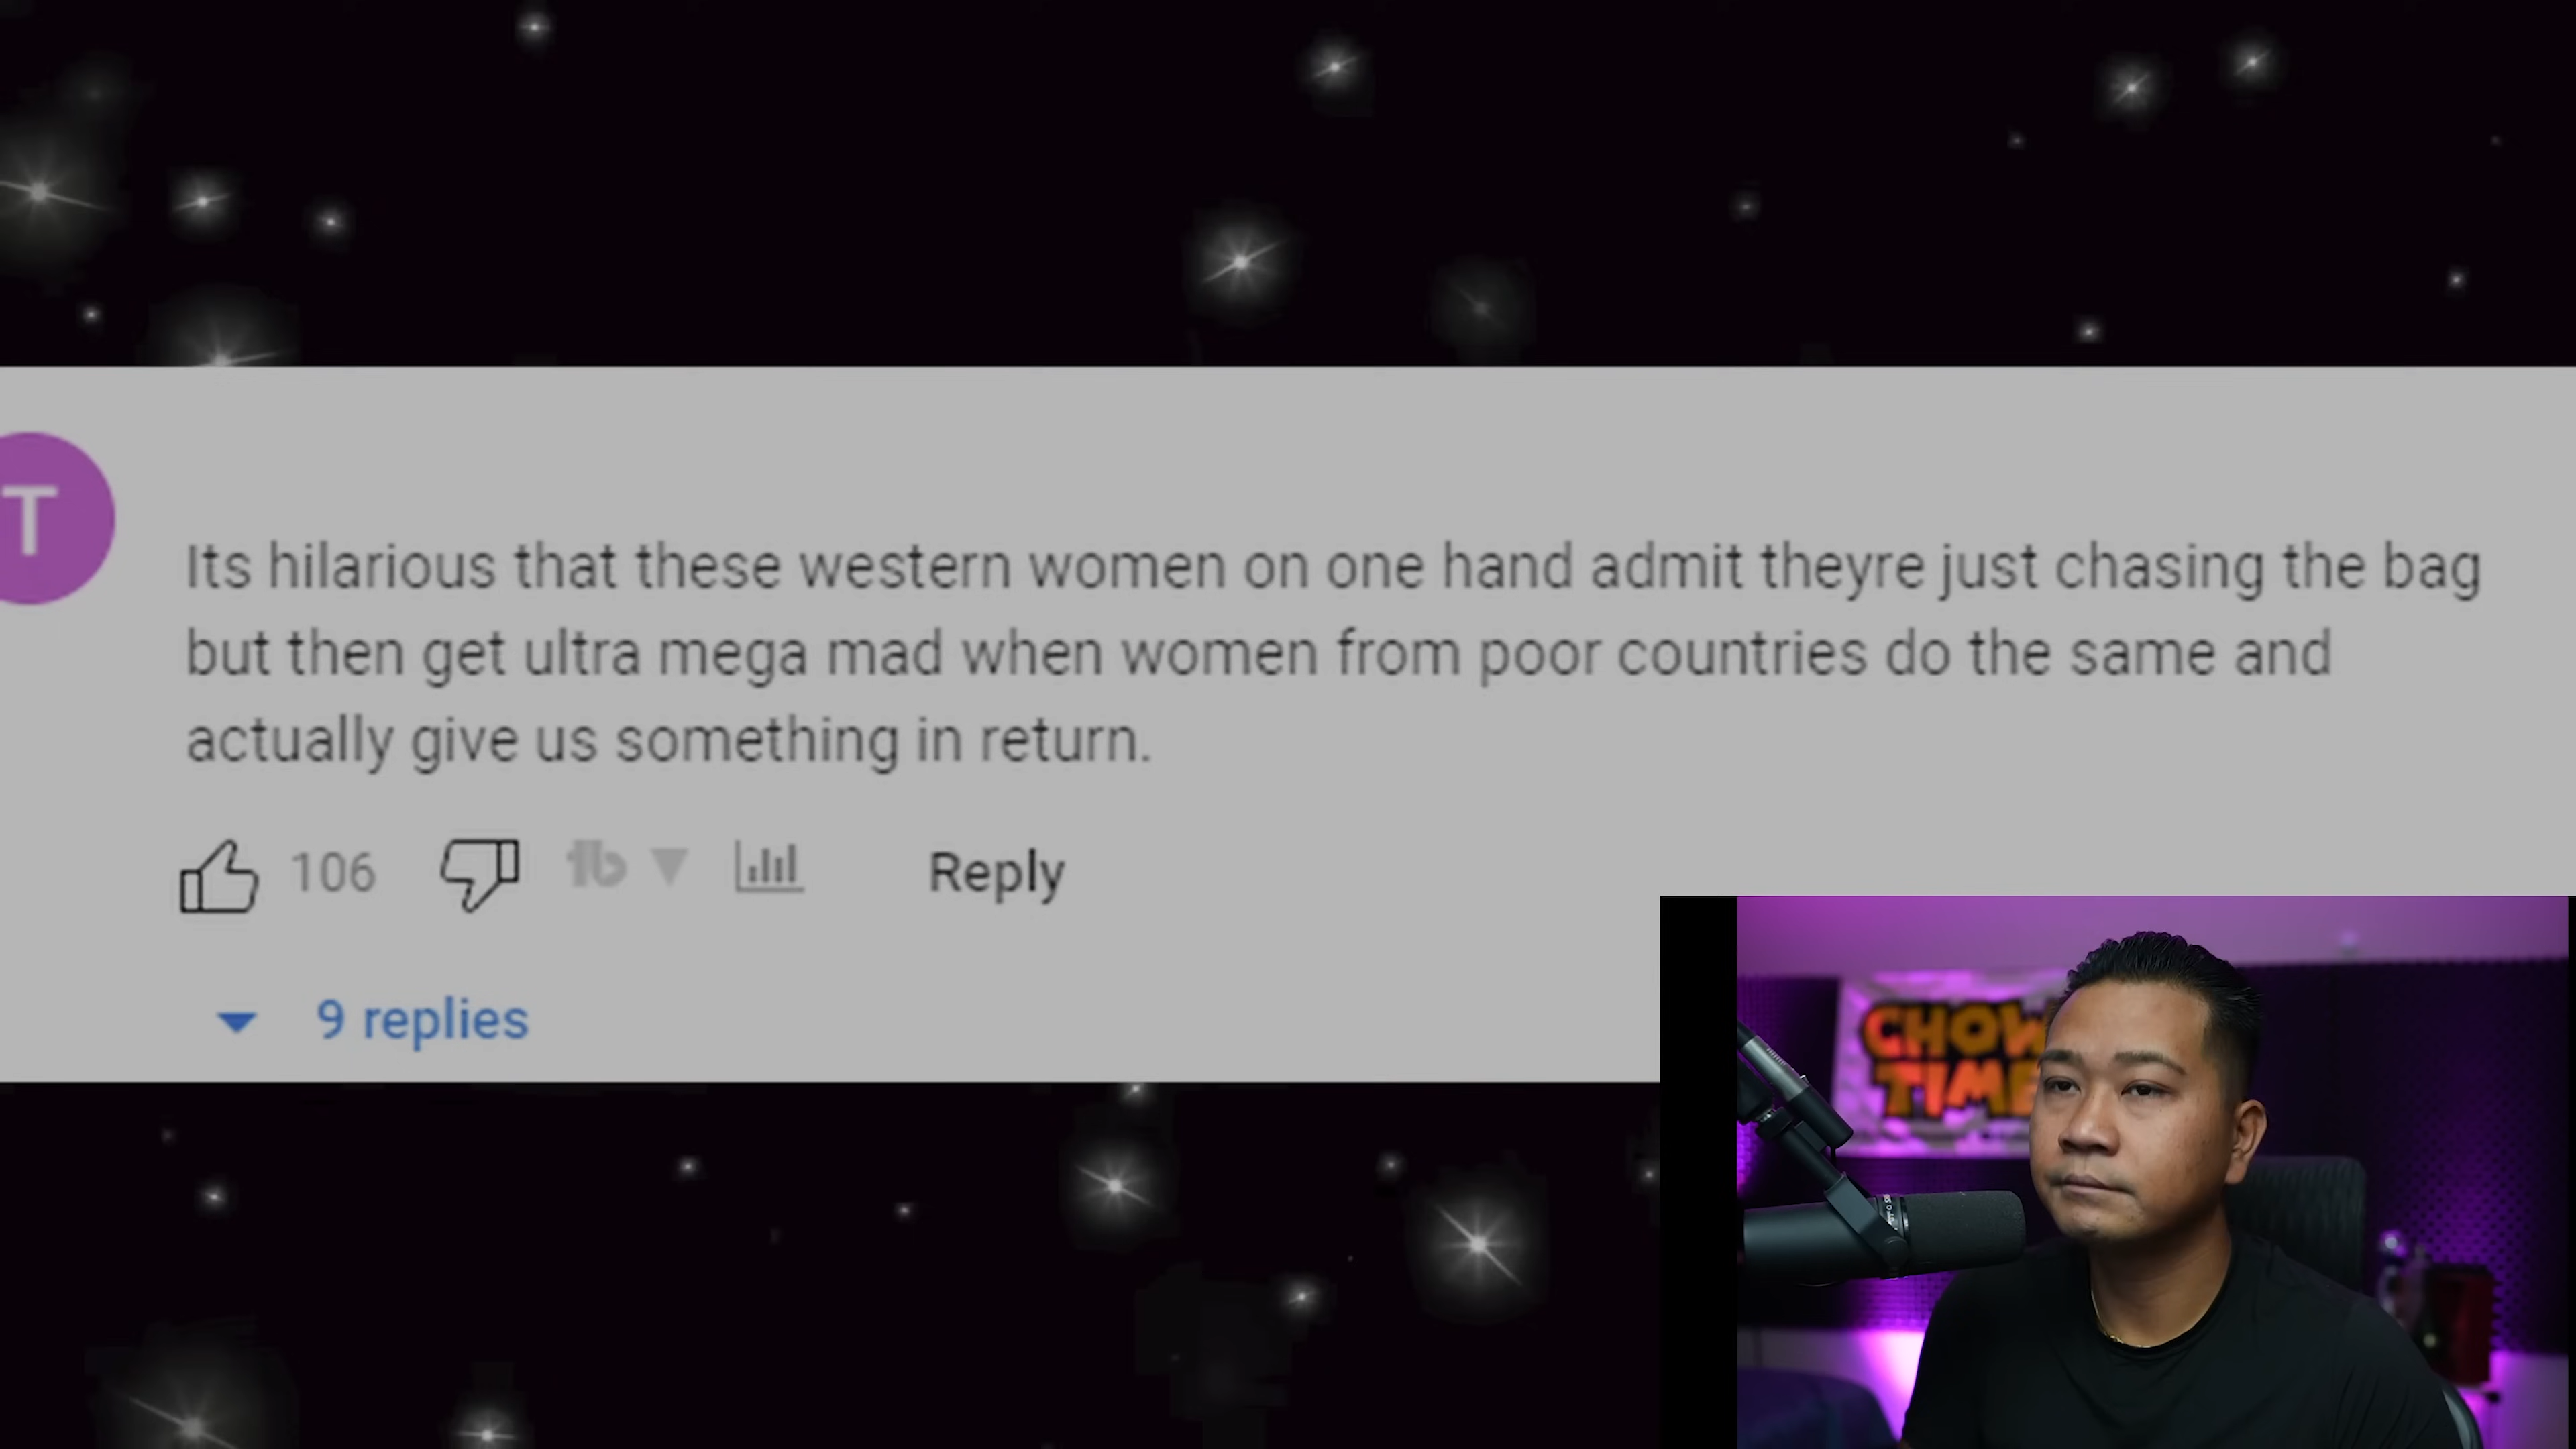 T
Its hilarious that these western women on one hand admit theyre just chasing the bag
but then get ultra mega mad when women from poor countries do the same and
actually give us something in return.
106
Reply
9 replies
CHOW
TIME